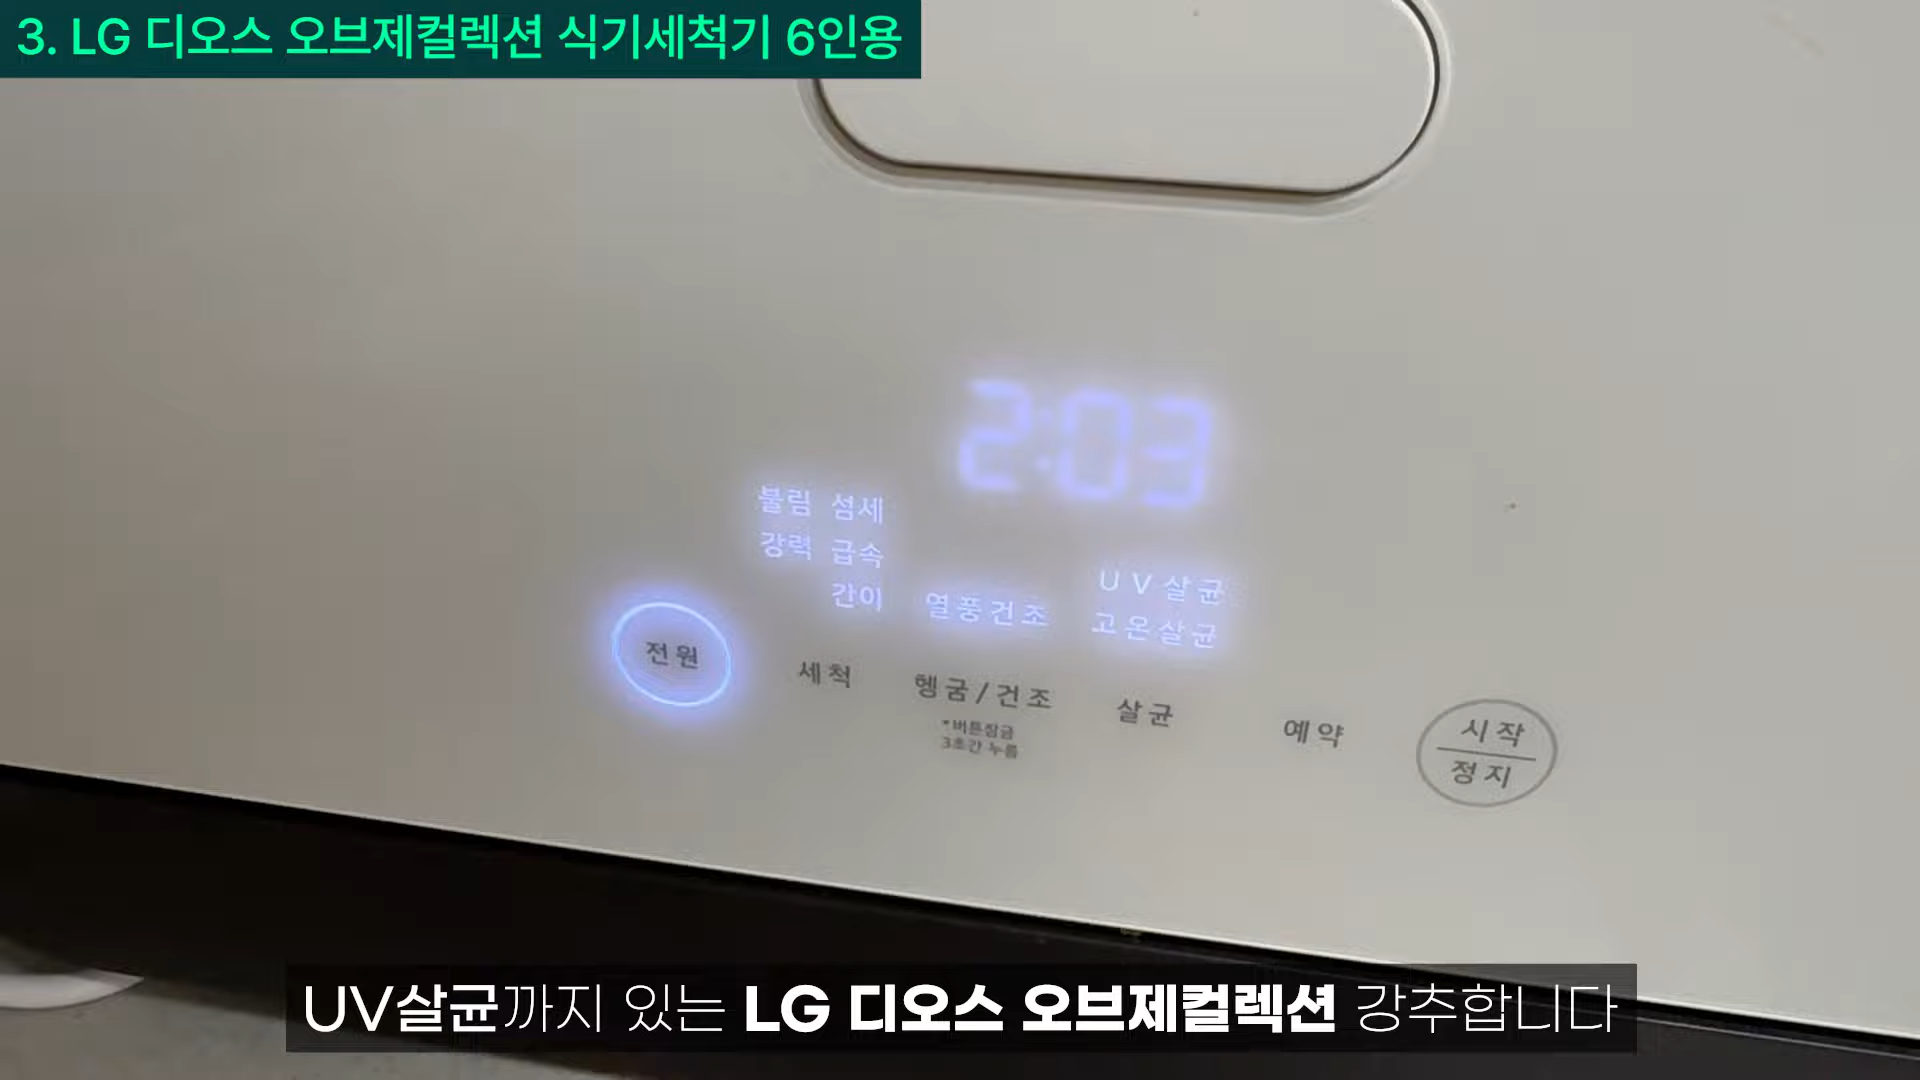 3. LG 디오스 오브제컬렉션 식기세척기 6인용
2:03
불림 섬세
강력 급속
간이
열풍건조
UV살균
고온살균
전원
세척
헹굼/건조
*버튼잠금
3초간 누름
살균
예약
시작
정지
UV살균까지 있는 LG 디오스 오브제컬렉션 강추합니다